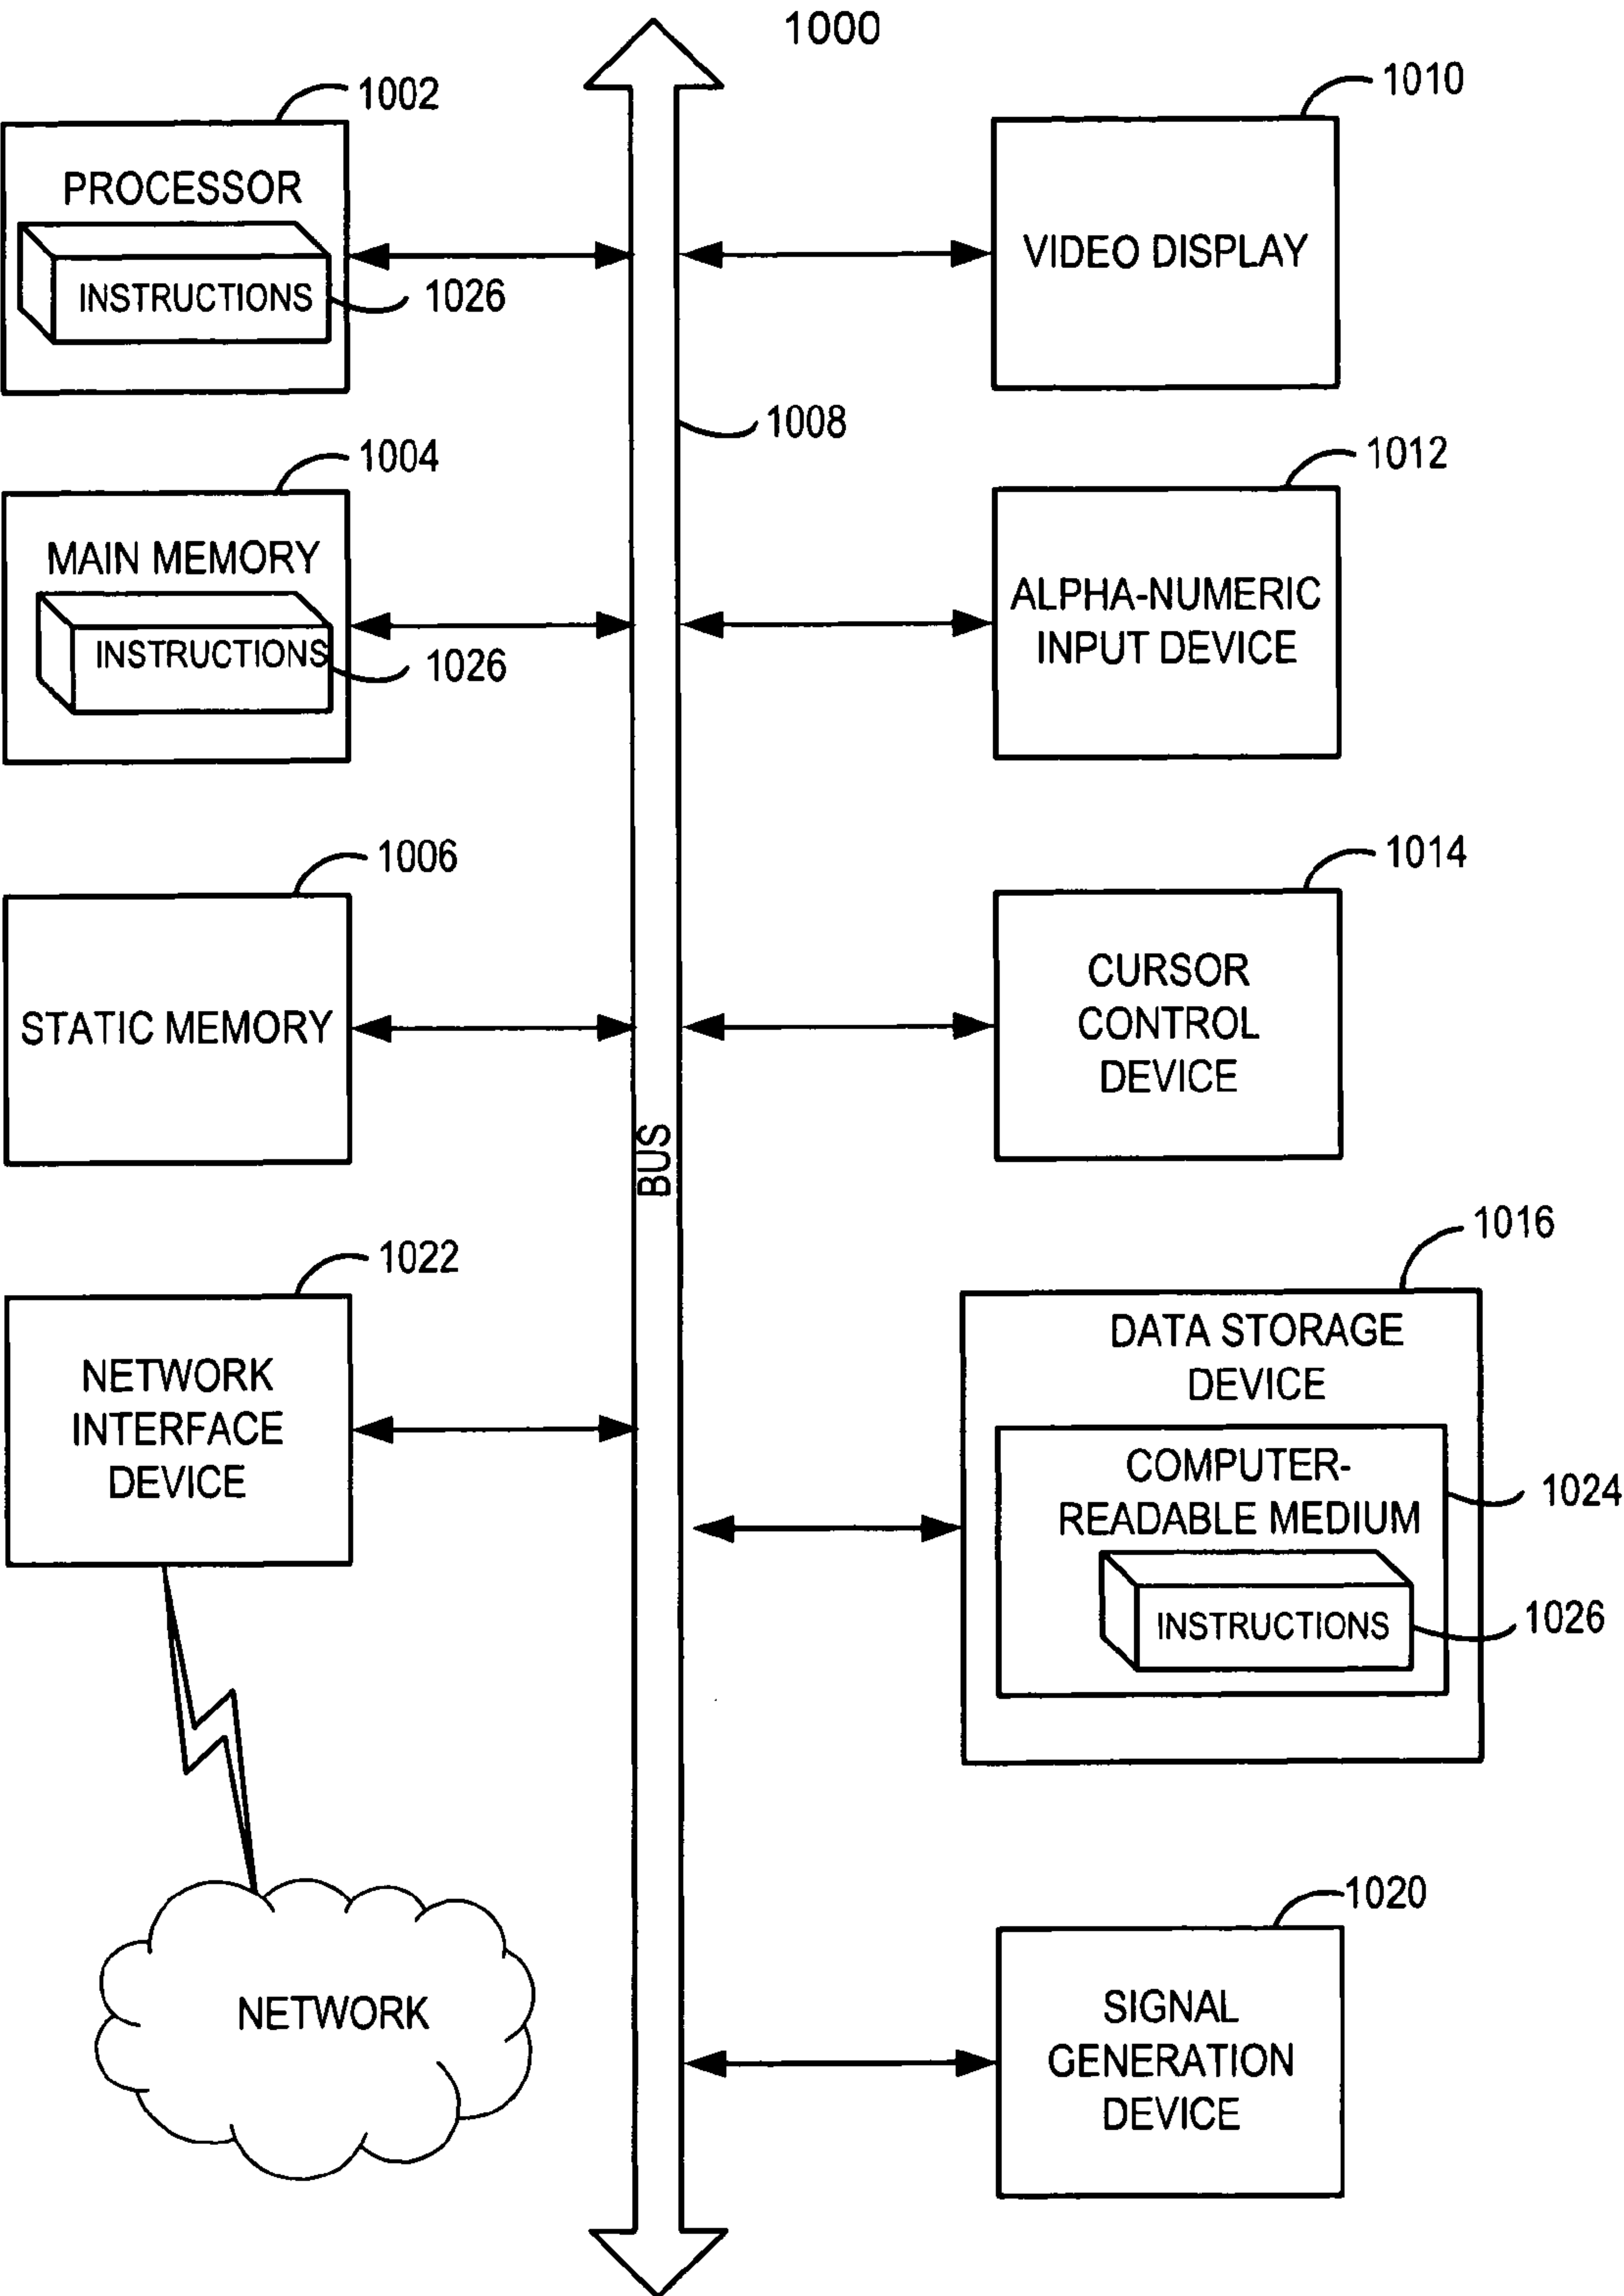 1000
1002
PROCESSOR
INSTRUCTIONS
1026
1004
MAIN MEMORY
INSTRUCTIONS
1026
1006
STATIC MEMORY
1022
NETWORK
INTERFACE
DEVICE
NETWORK
BUS
1008
1010
VIDEO DISPLAY
1012
ALPHA-NUMERIC
INPUT DEVICE
1014
CURSOR
CONTROL
DEVICE
1016
DATA STORAGE
DEVICE
COMPUTER-
READABLE MEDIUM
1024
INSTRUCTIONS
1026
1020
SIGNAL
GENERATION
DEVICE